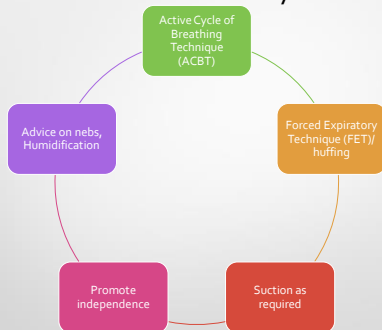 Active Cycle of
Breathing
Technique
(ACBT)
Forced Expiratory
Technique (FET)/
huffing
Suction as
required
Promote
independence
Advice on nebs,
Humidification